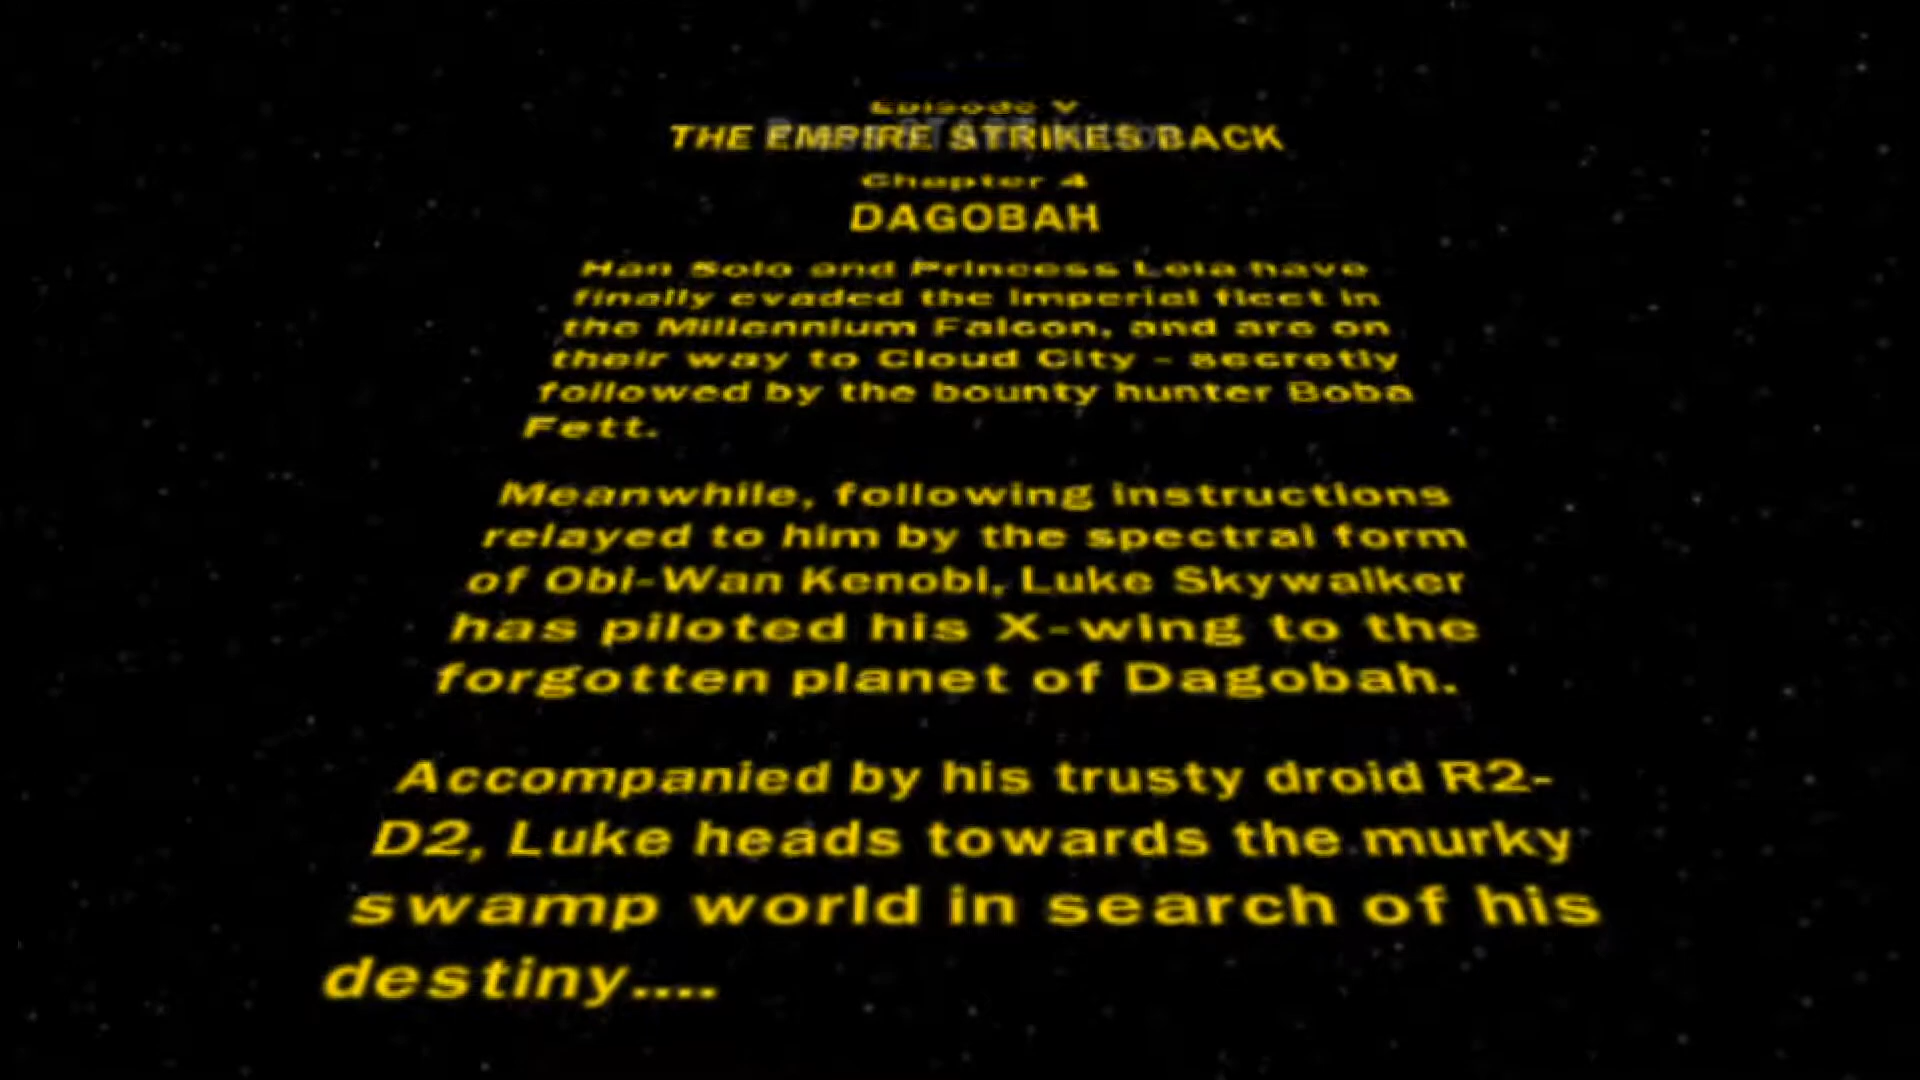 Episode V
THE EMPIRE STRIKES BACK
Chapter 4
DAGOBAH
Han Solo and Princess Leia have
finally evaded the Imperial fleet in
the Millennium Falcon, and are on
their way to Cloud City - secretly
followed by the bounty hunter Boba
Fett.
Meanwhile, following instructions
relayed to him by the spectral form
of Obi-Wan Kenobi, Luke Skywalker
has piloted his X-wing to the
forgotten planet of Dagobah.
Accompanied by his trusty droid R2-
D2, Luke heads towards the murky
swamp world in search of his
destiny....